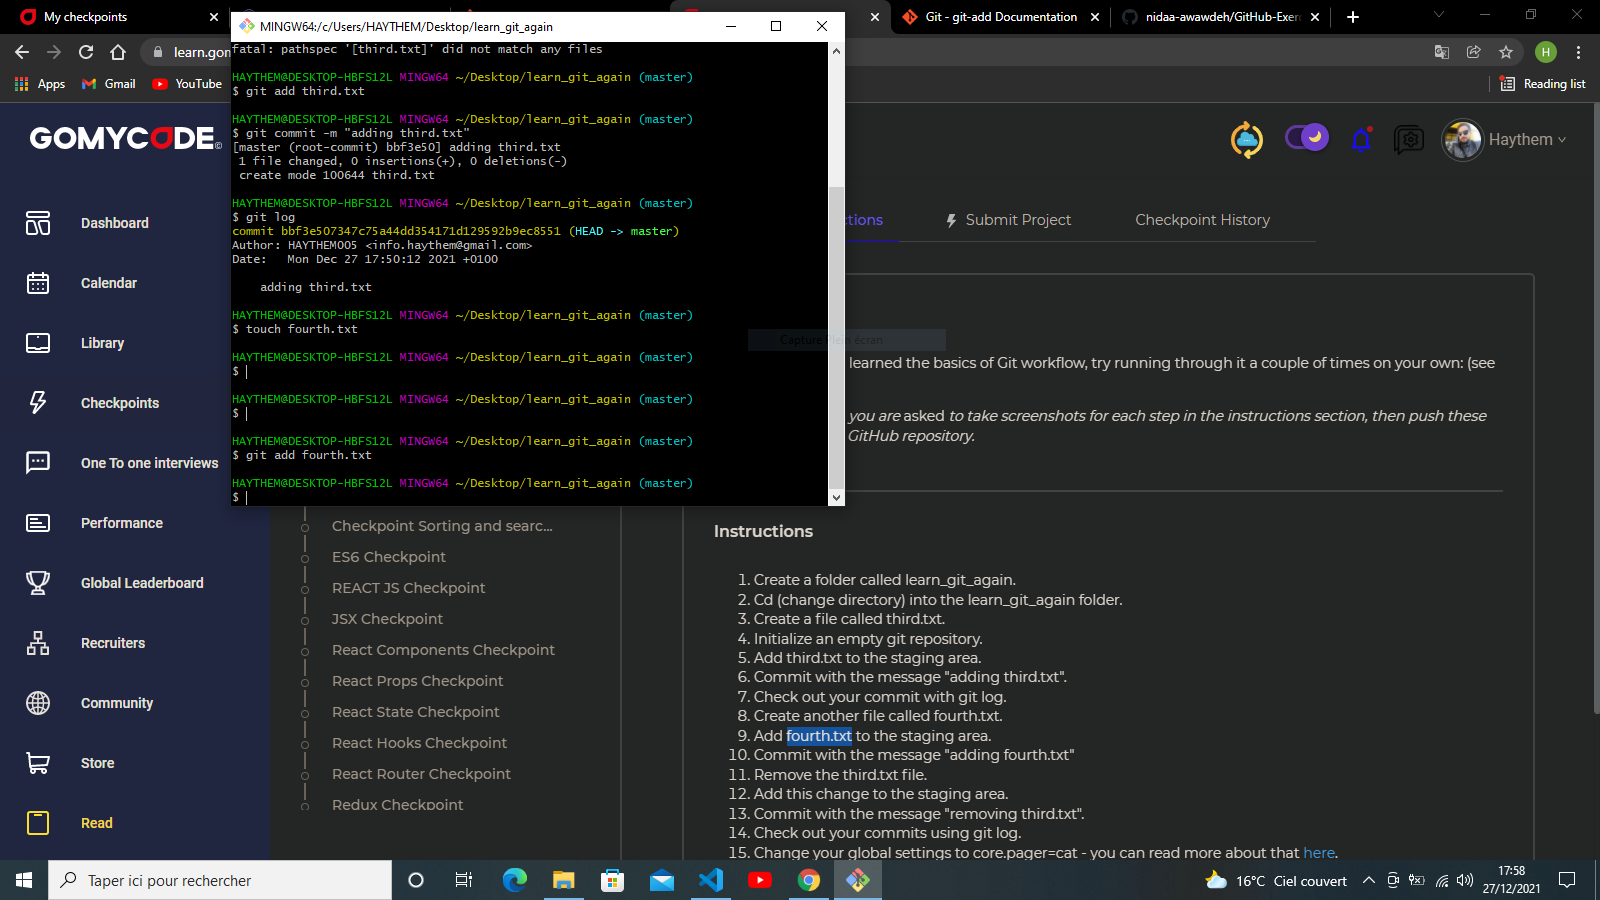 My checkpoints
Git - git-add Documentation
nidaa-awawdeh/GitHub-Exer
learn.gon
H
Apps
Gmail
YouTube
Reading list
MINGW64:/c/Users/HAYTHEM/Desktop/learn_git_again
fatal: pathspec '[third.txt]' did not match any files
HAYTHEM@DESKTOP-HBFS12L MINGW64 ~/Desktop/learn_git_again (master)
$ git add third.txt
HAYTHEM@DESKTOP-HBFS12L MINGW64 ~/Desktop/learn_git_again (master)
$ git commit -m "adding third.txt"
[master (root-commit) bbf3e50] adding third.txt
1 file changed, 0 insertions(+), 0 deletions(-)
create mode 100644 third.txt
HAYTHEM@DESKTOP-HBFS12L MINGW64 ~/Desktop/learn_git_again (master)
$ git log
commit bbf3e507347c75a44dd354171d129592b9ec8551 (HEAD -> master)
Author: HAYTHEM005 <info.haythem@gmail.com>
Date:   Mon Dec 27 17:50:12 2021 +0100
adding third.txt
HAYTHEM@DESKTOP-HBFS12L MINGW64 ~/Desktop/learn_git_again (master)
$ touch fourth.txt
HAYTHEM@DESKTOP-HBFS12L MINGW64 ~/Desktop/learn_git_again (master)
$
HAYTHEM@DESKTOP-HBFS12L MINGW64 ~/Desktop/learn_git_again (master)
$
HAYTHEM@DESKTOP-HBFS12L MINGW64 ~/Desktop/learn_git_again (master)
$ git add fourth.txt
HAYTHEM@DESKTOP-HBFS12L MINGW64 ~/Desktop/learn_git_again (master)
$
GOMYCODE
Dashboard
Calendar
Library
Checkpoints
One To one interviews
Performance
Global Leaderboard
Recruiters
Community
Store
Read
Haythem
ctions
Submit Project
Checkpoint History
Capture Plein écran
learned the basics of Git workflow, try running through it a couple of times on your own: (see
you are asked to take screenshots for each step in the instructions section, then push these
GitHub repository.
Checkpoint Sorting and searc...
ES6 Checkpoint
REACT JS Checkpoint
JSX Checkpoint
React Components Checkpoint
React Props Checkpoint
React State Checkpoint
React Hooks Checkpoint
React Router Checkpoint
Redux Checkpoint
Instructions
1. Create a folder called learn_git_again.
2. Cd (change directory) into the learn_git_again folder.
3. Create a file called third.txt.
4. Initialize an empty git repository.
5. Add third.txt to the staging area.
6. Commit with the message "adding third.txt".
7. Check out your commit with git log.
8. Create another file called fourth.txt.
9. Add fourth.txt to the staging area.
10. Commit with the message "adding fourth.txt"
11. Remove the third.txt file.
12. Add this change to the staging area.
13. Commit with the message "removing third.txt".
14. Check out your commits using git log.
15. Change your global settings to core.pager=cat - you can read more about that here.
Taper ici pour rechercher
16°C Ciel couvert
17:58
27/12/2021